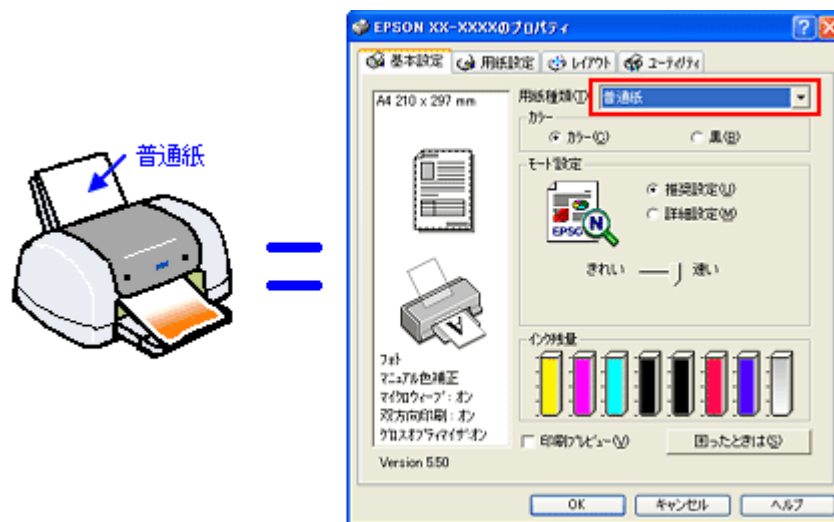 EPSON XX-XXXXのプロパティ
基本設定
用紙設定
レイアウト
ユーティリティ
A4 210 x 297 mm
用紙種類(T)
普通紙
カラー
カラー(C)
黒(B)
モード設定
推奨設定(U)
詳細設定(M)
EPSON
N
きれい
速い
普通紙
フォト
マニュアル色補正
マイクロウィーブ：オン
双方向印刷：オン
グロスオプティマイザ:オン
インク残量
印刷プレビュー(V)
困ったときは(S)
Version 5.50
OK
キャンセル
ヘルプ